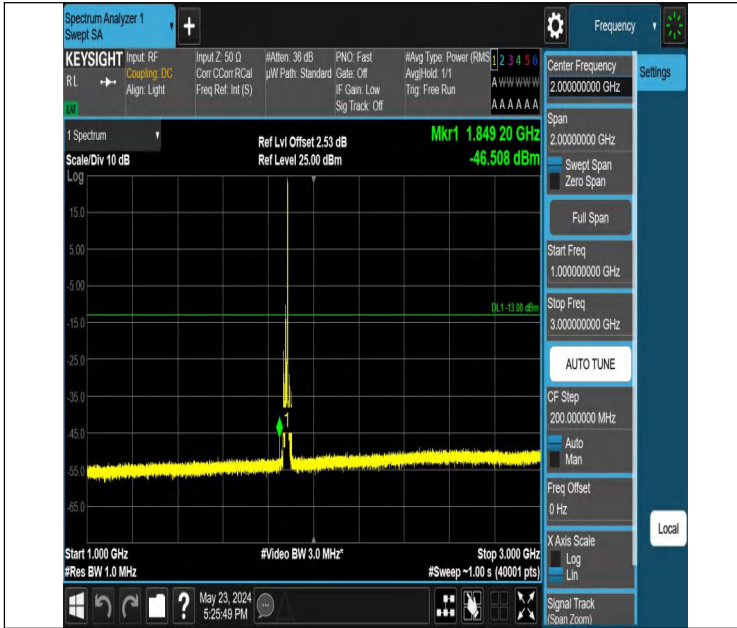 Spectrum Analyzer 1
Swept SA
+
Frequency
KEYSIGHT
RL
Input: RF
Coupling: DC
Align: Light
Input Z: 50 Ω
Corr CCorr RCal
Freq Ref: Int (S)
#Atten: 36 dB
µW Path: Standard
PNO: Fast
Gate: Off
IF Gain: Low
Sig Track: Off
#Avg Type: Power (RMS
Avg|Hold: 1/1
Trig: Free Run
1 2 3 4 5 6
A W W W W W
A A A A A A
1 Spectrum
Scale/Div 10 dB
Ref Lvl Offset 2.53 dB
Ref Level 25.00 dBm
Mkr1 1.849 20 GHz
-46.508 dBm
Log
15.0
5.00
-5.00
DL1 -13.00 dBm
-15.0
-25.0
-35.0
1
-45.0
-55.0
-65.0
Start 1.000 GHz
#Res BW 1.0 MHz
#Video BW 3.0 MHz*
Stop 3.000 GHz
#Sweep ~1.00 s (40001 pts)
?
May 23, 2024
5:25:49 PM
Center Frequency
2.000000000 GHz
Settings
Span
2.00000000 GHz
Swept Span
Zero Span
Full Span
Start Freq
1.000000000 GHz
Stop Freq
3.000000000 GHz
AUTO TUNE
CF Step
200.000000 MHz
Auto
Man
Freq Offset
0 Hz
X Axis Scale
Log
Lin
Local
Signal Track
(Span Zoom)